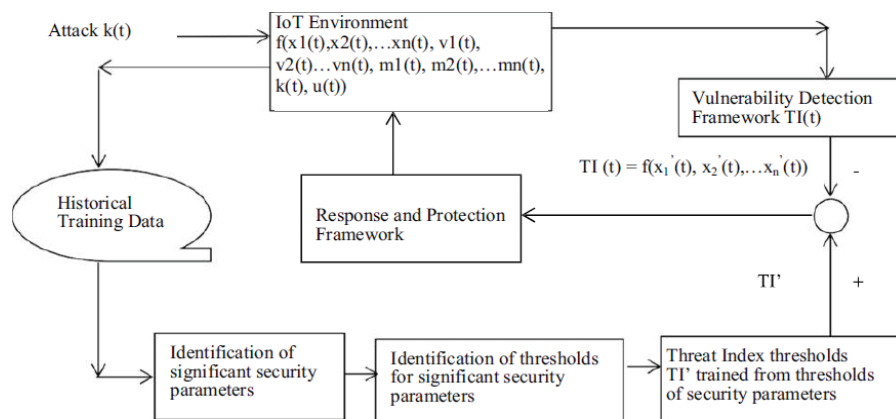 Attack k(t)
IoT Environment
f(x1(t),x2(t),…xn(t), v1(t),
v2(t)…vn(t), m1(t), m2(t),…mn(t),
k(t), u(t))
Vulnerability Detection
Framework TI(t)
TI (t) = f(x₁'(t), x₂'(t),…xₙ'(t))
-
Historical
Training Data
Response and Protection
Framework
TI’
+
Identification of
significant security
parameters
Identification of thresholds
for significant security
parameters
Threat Index thresholds
TI’ trained from thresholds
of security parameters